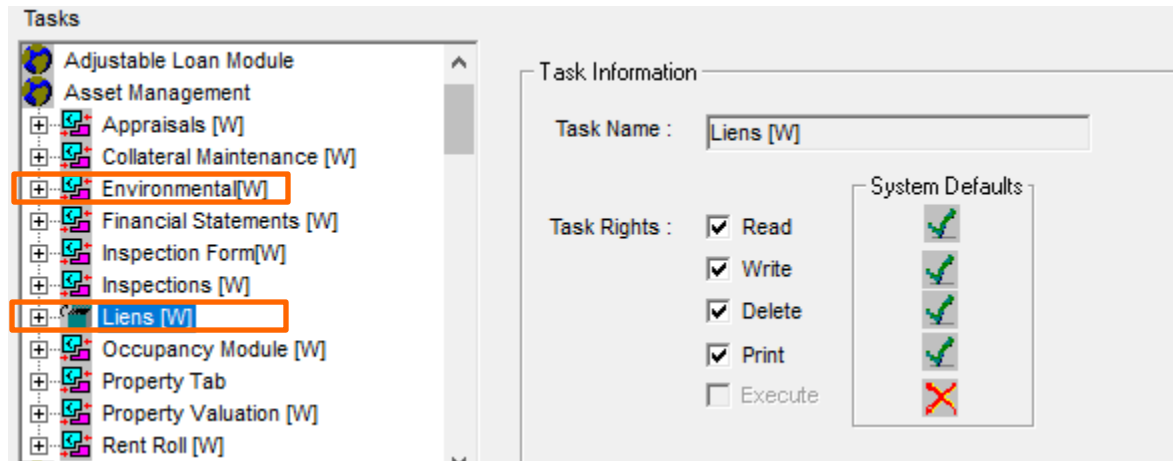 Tasks
Adjustable Loan Module
Asset Management
Appraisals [W]
Collateral Maintenance [W]
Environmental[W]
Financial Statements [W]
Inspection Form[W]
Inspections [W]
Liens [W]
Occupancy Module [W]
Property Tab
Property Valuation [W]
Rent Roll [W]
Task Information
Task Name : Liens [W]
System Defaults
Task Rights : Read
Write
Delete
Print
Execute